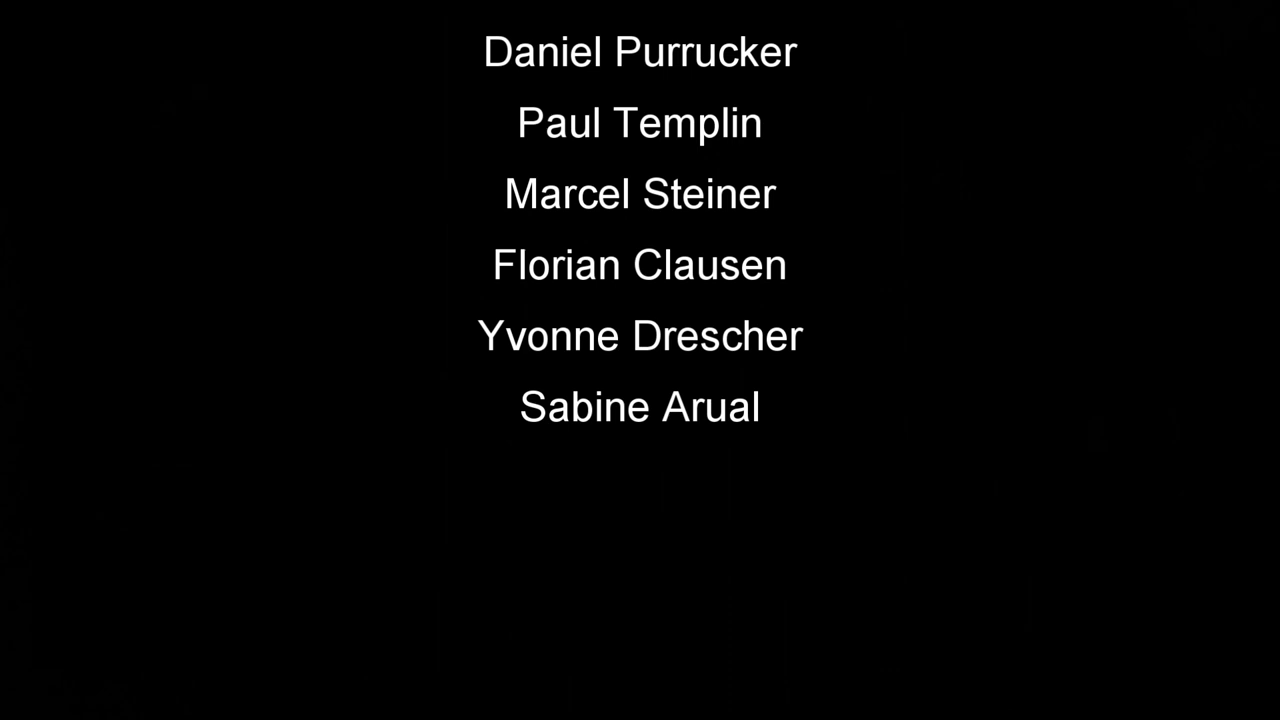 Daniel Purrucker
Paul Templin
Marcel Steiner
Florian Clausen
Yvonne Drescher
Sabine Arual